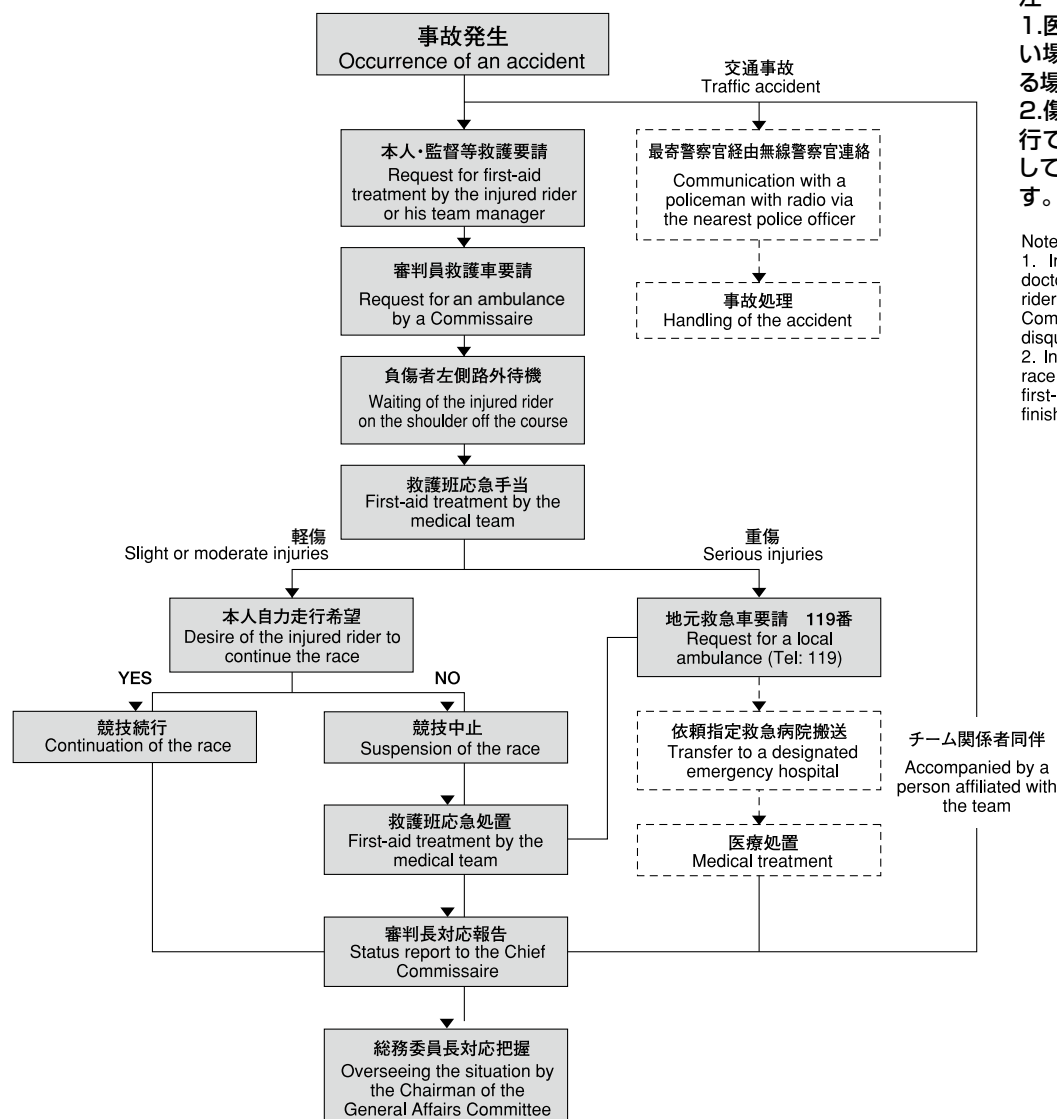 事故発生
Occurrence of an accident
交通事故
Traffic accident
本人・監督等救護要請
Request for first-aid
treatment by the injured rider
or his team manager
最寄警察官経由無線警察官連絡
Communication with a
policeman with radio via
the nearest police officer
審判員救護車要請
Request for an ambulance
by a Commissaire
事故処理
Handling of the accident
負傷者左側路外待機
Waiting of the injured rider
on the shoulder off the course
救護班応急手当
First-aid treatment by the
medical team
軽傷
Slight or moderate injuries
重傷
Serious injuries
本人自力走行希望
Desire of the injured rider to
continue the race
地元救急車要請 119番
Request for a local
ambulance (Tel: 119)
YES
NO
競技続行
Continuation of the race
競技中止
Suspension of the race
依頼指定救急病院搬送
Transfer to a designated
emergency hospital
チーム関係者同伴
Accompanied by a
person affiliated with
the team
救護班応急処置
First-aid treatment by the
medical team
医療処置
Medical treatment
審判長対応報告
Status report to the Chief
Commissaire
総務委員長対応把握
Overseeing the situation by
the Chairman of the
General Affairs Committee
1.医
い場
る場
2.傷
行て
して
す。
Note
1. In
doct
rider
Com
disqu
2. In
race
first-
finish